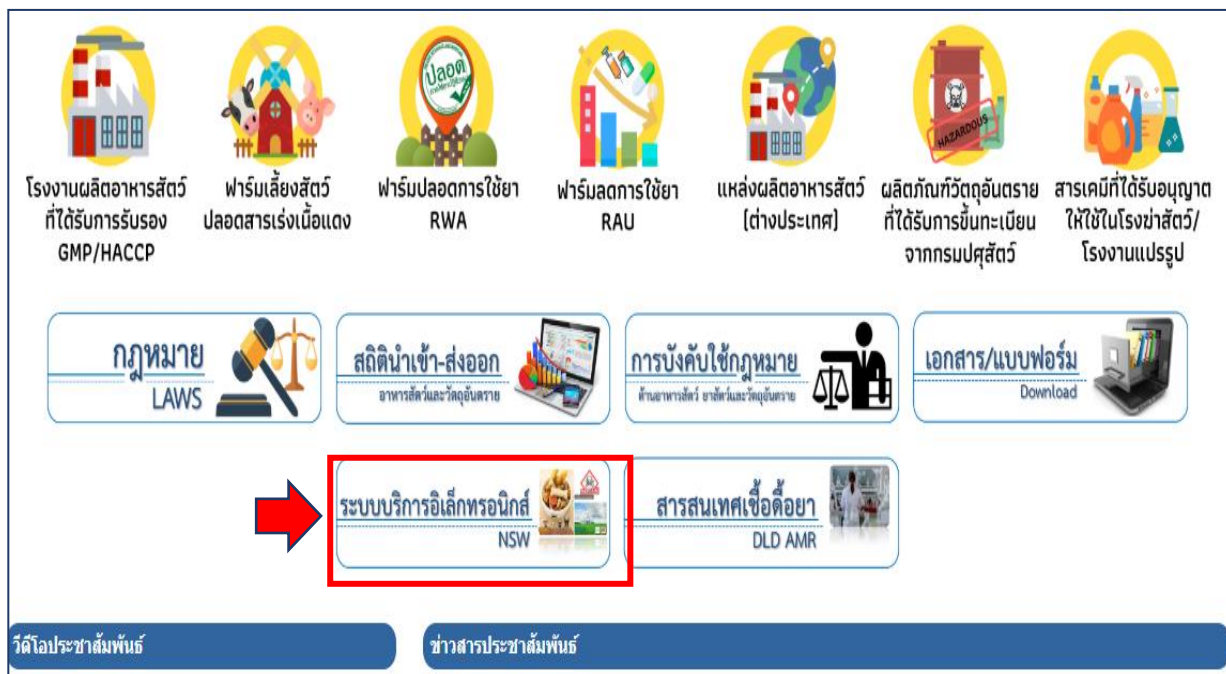 ปลอด
HAZARDOUS
โรงงานผลิตอาหารสัตว์
ที่ได้รับการรับรอง
GMP/HACCP
ฟาร์มเลี้ยงสัตว์
ปลอดสารเร่งเนื้อแดง
ฟาร์มปลอดการใช้ยา
RWA
ฟาร์มลดการใช้ยา
RAU
แหล่งผลิตอาหารสัตว์
(ต่างประเทศ)
ผลิตภัณฑ์วัตถุอันตราย
ที่ได้รับการขึ้นทะเบียน
จากกรมปศุสัตว์
สารเคมีที่ได้รับอนุญาต
ให้ใช้ในโรงฆ่าสัตว์/
โรงงานแปรรูป
กฎหมาย
LAWS
สถิตินำเข้า-ส่งออก
อาหารสัตว์และวัตถุอันตราย
การบังคับใช้กฎหมาย
ด้านอาหารสัตว์ ยาสัตว์และวัตถุอันตราย
เอกสาร/แบบฟอร์ม
Download
ระบบบริการอิเล็กทรอนิกส์
NSW
สารสนเทศเชื้อดื้อยา
DLD AMR
วีดีโอประชาสัมพันธ์
ข่าวสารประชาสัมพันธ์